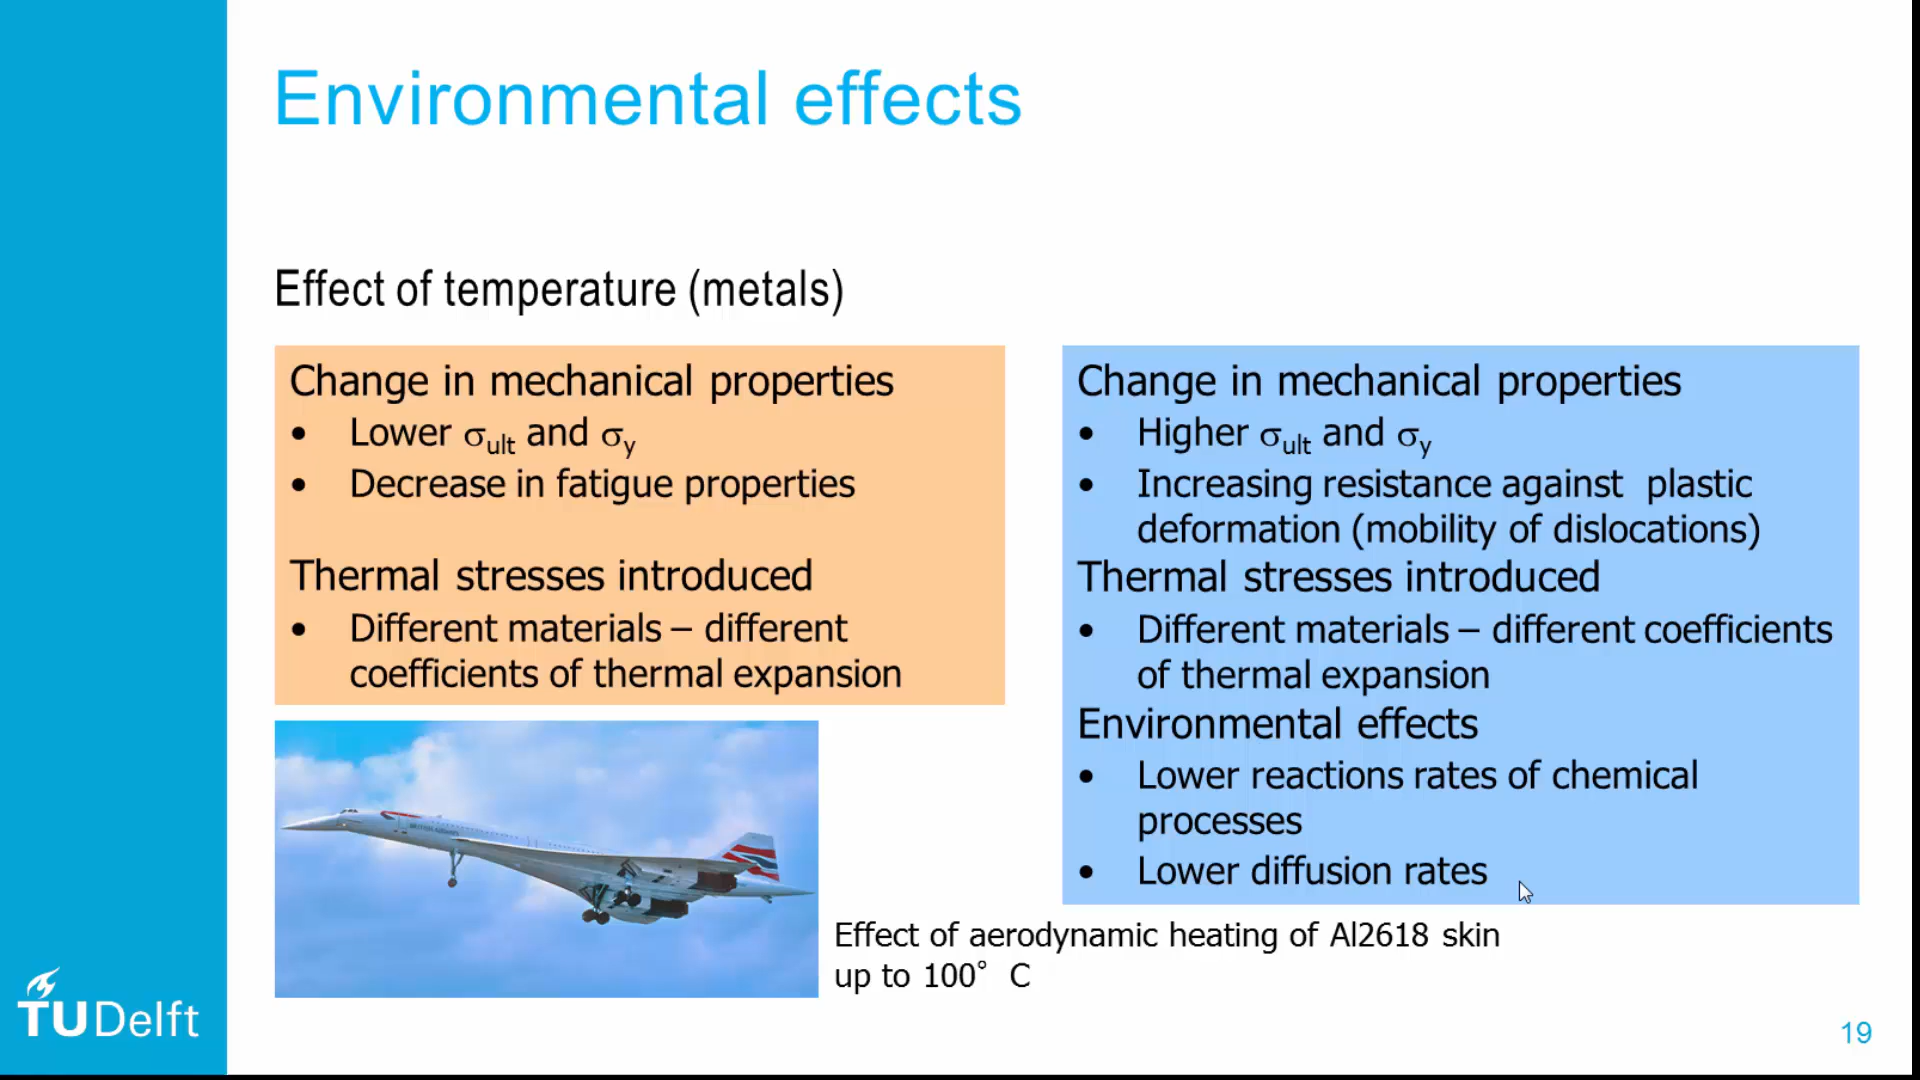 Environmental effects
Effect of temperature (metals)
Change in mechanical properties
• Lower σult and σy
• Decrease in fatigue properties
Thermal stresses introduced
• Different materials – different
coefficients of thermal expansion
Change in mechanical properties
• Higher σult and σy
• Increasing resistance against plastic
deformation (mobility of dislocations)
Thermal stresses introduced
• Different materials – different coefficients
of thermal expansion
Environmental effects
• Lower reactions rates of chemical
processes
• Lower diffusion rates
Effect of aerodynamic heating of Al2618 skin
up to 100° C
TUDelft
19